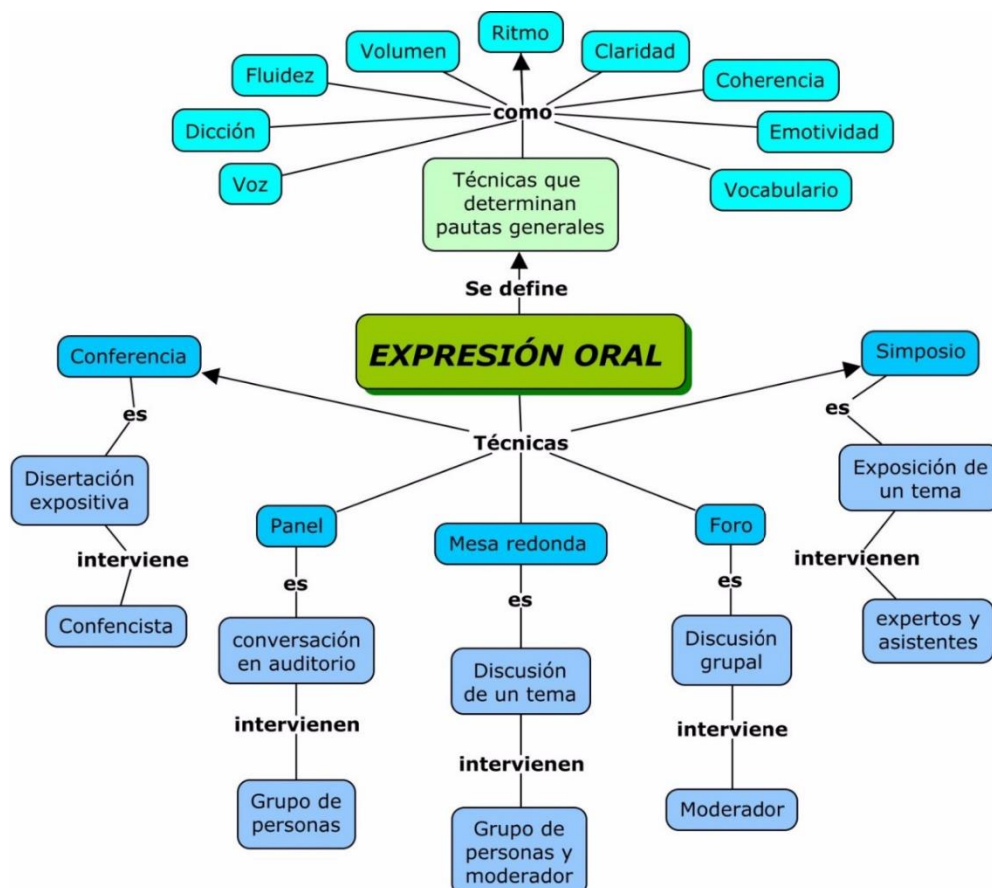 Ritmo
Volumen
Claridad
Fluidez
Coherencia
como
Dicción
Emotividad
Voz
Vocabulario
Técnicas que
determinan
pautas generales
Se define
EXPRESIÓN ORAL
Conferencia
Simposio
es
es
Técnicas
Disertación
expositiva
Exposición de
un tema
Panel
Mesa redonda
Foro
interviene
intervienen
es
es
es
Confencista
expertos y
asistentes
conversación
en auditorio
Discusión
de un tema
Discusión
grupal
intervienen
intervienen
interviene
Grupo de
personas
Grupo de
personas y
moderador
Moderador